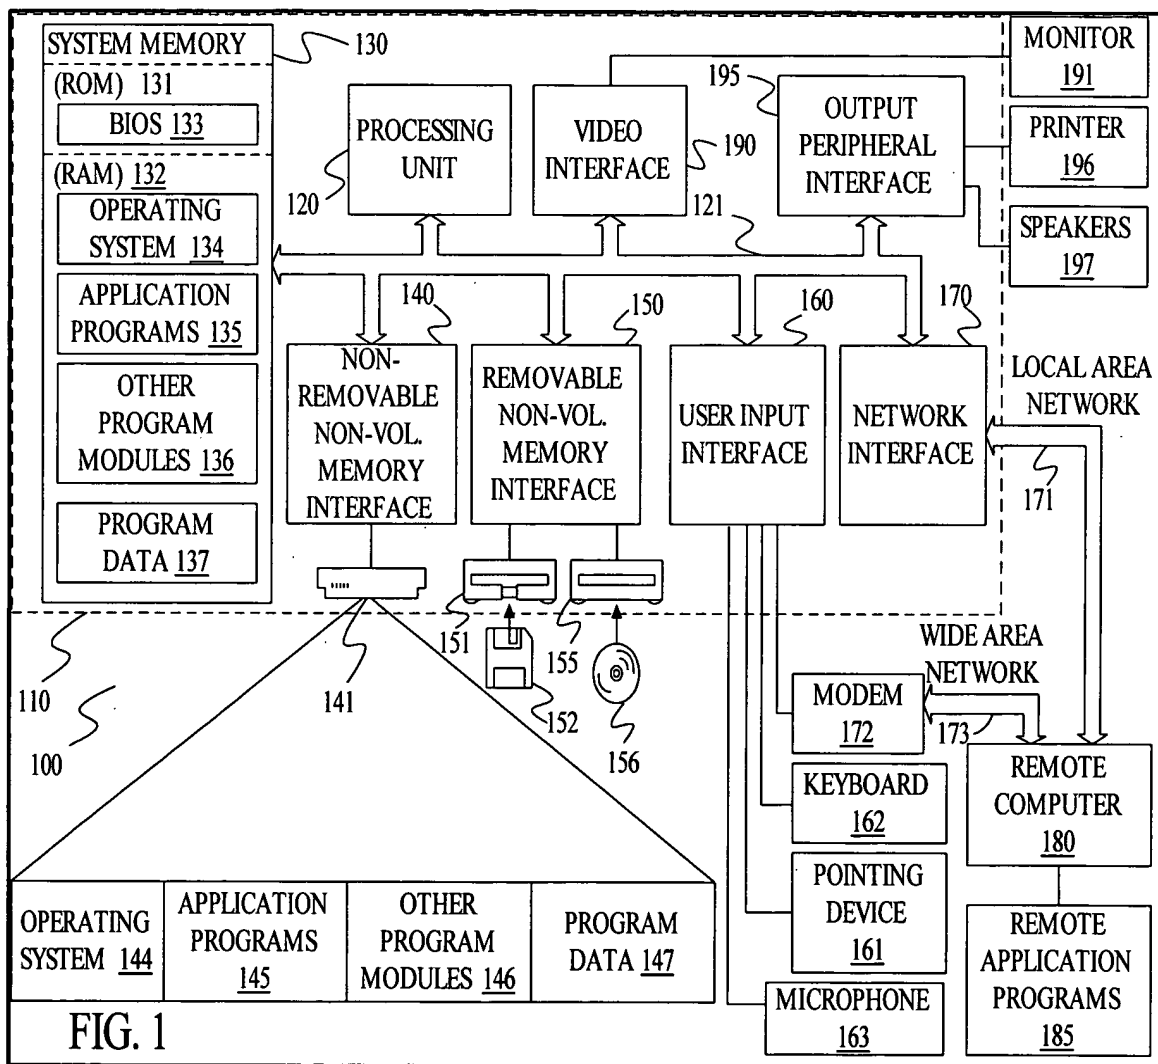 SYSTEM MEMORY
130
(ROM) 131
BIOS 133
(RAM) 132
OPERATING
SYSTEM 134
APPLICATION
PROGRAMS 135
OTHER
PROGRAM
MODULES 136
PROGRAM
DATA 137
PROCESSING
UNIT
120
VIDEO
INTERFACE
190
121
195
OUTPUT
PERIPHERAL
INTERFACE
MONITOR
191
PRINTER
196
SPEAKERS
197
140
NON-
REMOVABLE
NON-VOL.
MEMORY
INTERFACE
150
REMOVABLE
NON-VOL.
MEMORY
INTERFACE
160
USER INPUT
INTERFACE
170
NETWORK
INTERFACE
LOCAL AREA
NETWORK
171
110
100
141
151
152
155
156
WIDE AREA
NETWORK
173
MODEM
172
KEYBOARD
162
POINTING
DEVICE
161
MICROPHONE
163
REMOTE
COMPUTER
180
REMOTE
APPLICATION
PROGRAMS
185
OPERATING
SYSTEM 144
APPLICATION
PROGRAMS
145
OTHER
PROGRAM
MODULES 146
PROGRAM
DATA 147
FIG. 1